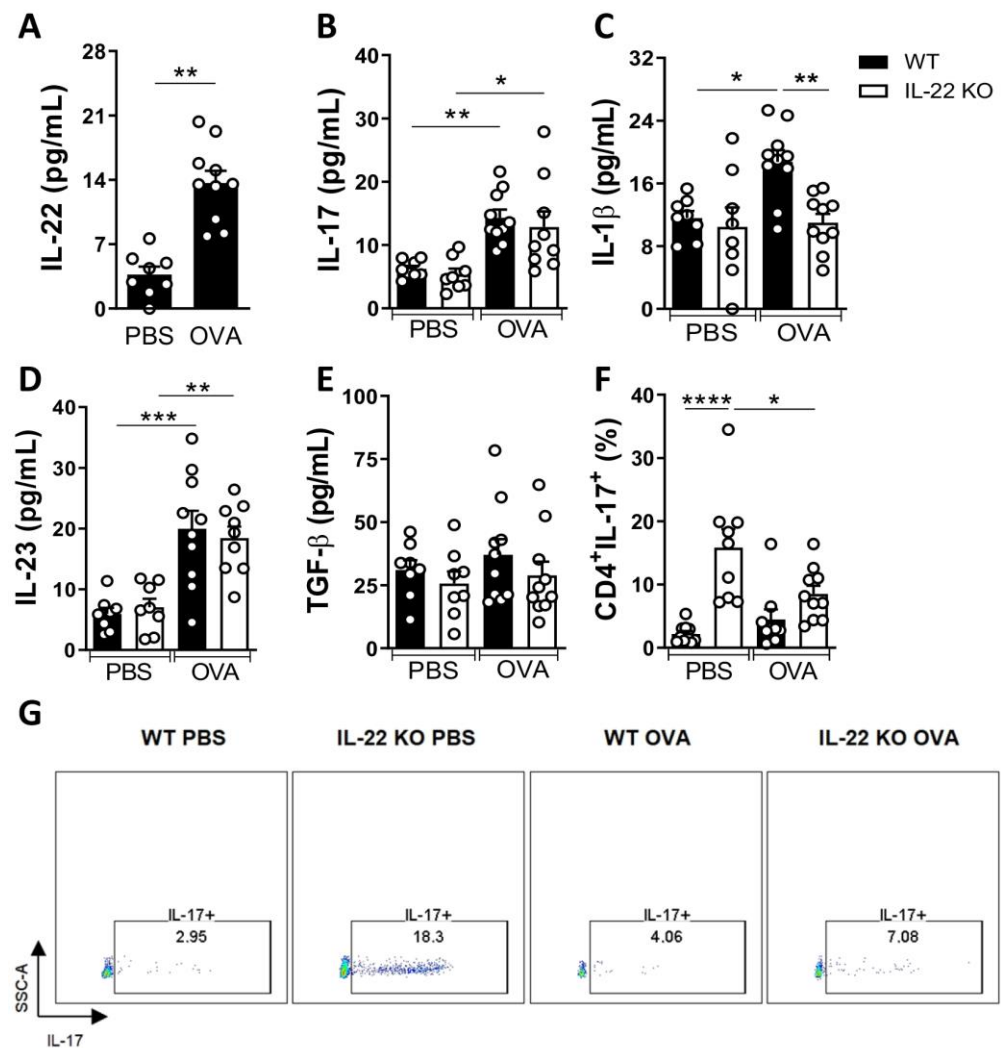 A
IL-22 (pg/mL)
28
21
14
7
0
**
PBS OVA
B
IL-17 (pg/mL)
40
30
20
10
0
*
**
PBS OVA
C
IL-1β (pg/mL)
32
24
16
8
0
* **
PBS OVA
WT
IL-22 KO
D
IL-23 (pg/mL)
40
30
20
10
0
**
***
PBS OVA
E
TGF-β (pg/mL)
100
75
50
25
0
PBS OVA
F
CD4⁺IL-17⁺ (%)
40
30
20
10
0
**** *
PBS OVA
G
WT PBS IL-22 KO PBS WT OVA IL-22 KO OVA
IL-17+ IL-17+ IL-17+ IL-17+
2.95 18.3 4.06 7.08
SSC-A
IL-17